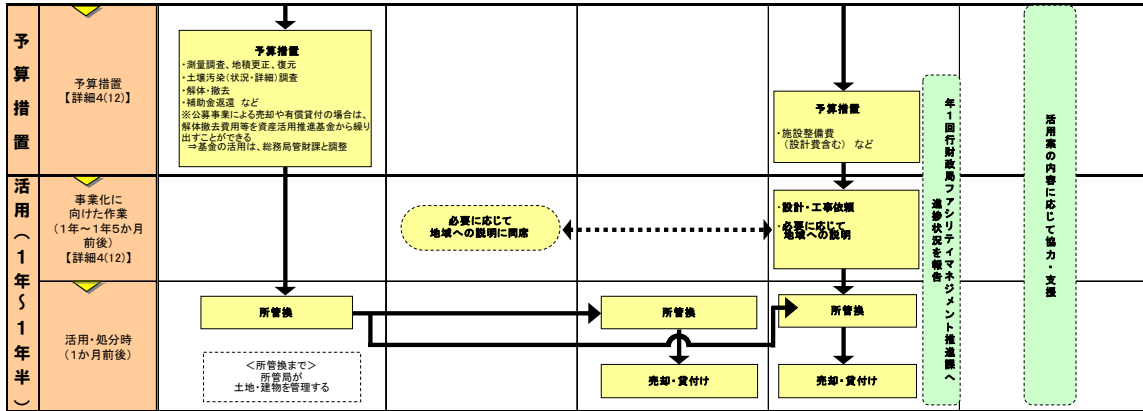 予算措置
予算措置
【詳細4(12)】
予算措置
・測量調査、地積更正、復元
・土壌汚染(状況・詳細)調査
・解体・撤去
・補助金返還 など
※公募事業による売却や有償貸付の場合は、
解体撤去費用等を資産活用推進基金から繰り
出すことができる
⇒基金の活用は、総務局管財課と調整
予算措置
・施設整備費
(設計費含む) など
年1回行財政局ファシリティマネジメント推進課へ
進捗状況を報告
活用案の内容に応じて協力・支援
活用(1年~1年半)
事業化に
向けた作業
(1年~1年5か月
前後)
【詳細4(12)】
必要に応じて
地域への説明に同席
・設計・工事依頼
・必要に応じて
地域への説明
活用・処分時
(1か月前後)
所管換
所管換
所管換
<所管換まで>
所管局が
土地・建物を管理する
売却・貸付け
売却・貸付け